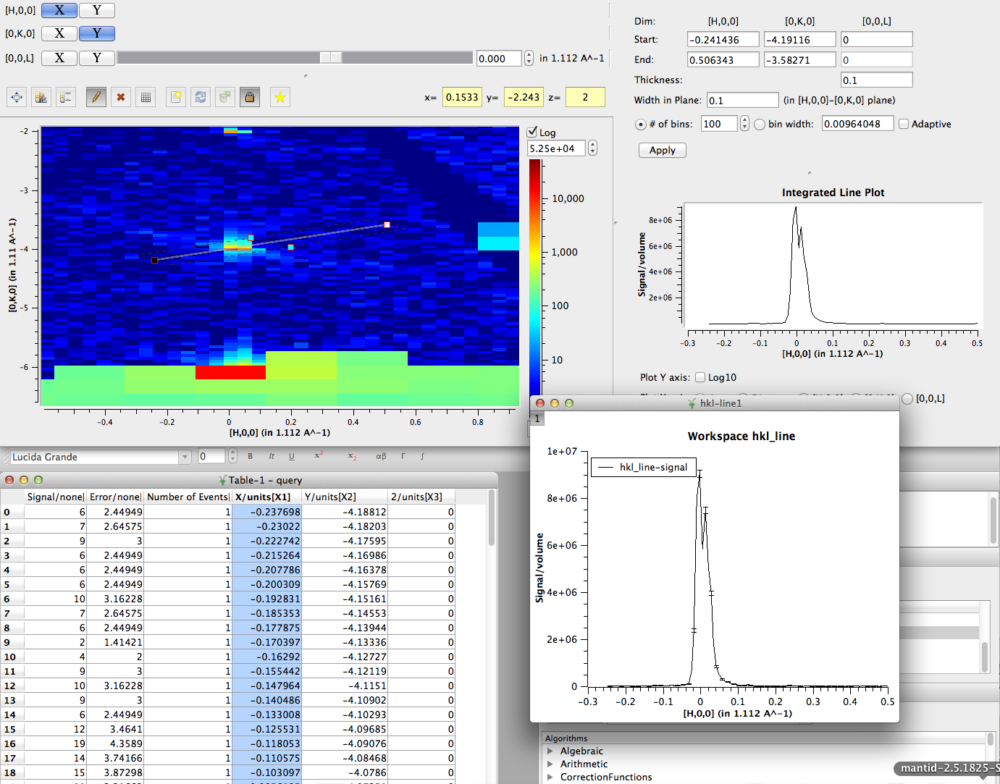 [H,0,0] X Y
[0,K,0] X Y
[0,0,L] X Y 0.000 in 1.112 A^-1
x= 0.1533 y= -2.243 z= 2
Dim: [H,0,0] [0,K,0] [0,0,L]
Start: -0.241436 -4.19116 0
End: 0.506343 -3.58271 0
Thickness: 0.1
Width in Plane: 0.1 (in [H,0,0]-[0,K,0] plane)
# of bins: 100 bin width: 0.00964048 Adaptive
Apply
Log
5.25e+04
10,000
1,000
100
10
-2
-3
-4
-5
-6
[0,K,0] (in 1.11 A^-1)
-0.4 -0.2 0 0.2 0.4 0.6 0.8
[H,0,0] (in 1.112 A^-1)
Integrated Line Plot
8e+06
6e+06
4e+06
2e+06
Signal/volume
-0.3 -0.2 -0.1 0 0.1 0.2 0.3 0.4 0.5
[H,0,0] (in 1.112 A^-1)
Plot Y axis: Log10
[0,0,L]
hkl-line1
1
Workspace hkl_line
hkl_line-signal
1e+07
8e+06
6e+06
4e+06
2e+06
0
Signal/volume
-0.3 -0.2 -0.1 0 0.1 0.2 0.3 0.4 0.5
[H,0,0] (in 1.112 A^-1)
Lucida Grande 0 B It U x² x₂ αβ Γ ∫
Table-1 - query
Signal/none| Error/none| Number of Events| X/units[X1] Y/units[X2] 2/units[X3]
0 6 2.44949 1 -0.237698 -4.18812 0
1 7 2.64575 1 -0.23022 -4.18203 0
2 9 3 1 -0.222742 -4.17595 0
3 6 2.44949 1 -0.215264 -4.16986 0
4 6 2.44949 1 -0.207786 -4.16378 0
5 6 2.44949 1 -0.200309 -4.15769 0
6 10 3.16228 1 -0.192831 -4.15161 0
7 7 2.64575 1 -0.185353 -4.14553 0
8 6 2.44949 1 -0.177875 -4.13944 0
9 2 1.41421 1 -0.170397 -4.13336 0
10 4 2 1 -0.16292 -4.12727 0
11 9 3 1 -0.155442 -4.12119 0
12 10 3.16228 1 -0.147964 -4.1151 0
13 9 3 1 -0.140486 -4.10902 0
14 6 2.44949 1 -0.133008 -4.10293 0
15 12 3.4641 1 -0.125531 -4.09685 0
16 19 4.3589 1 -0.118053 -4.09076 0
17 14 3.74166 1 -0.110575 -4.08468 0
18 15 3.87298 1 -0.103097 -4.0786 0
Algorithms
Algebraic
Arithmetic
CorrectionFunctions
mantid-2.5.1825-S